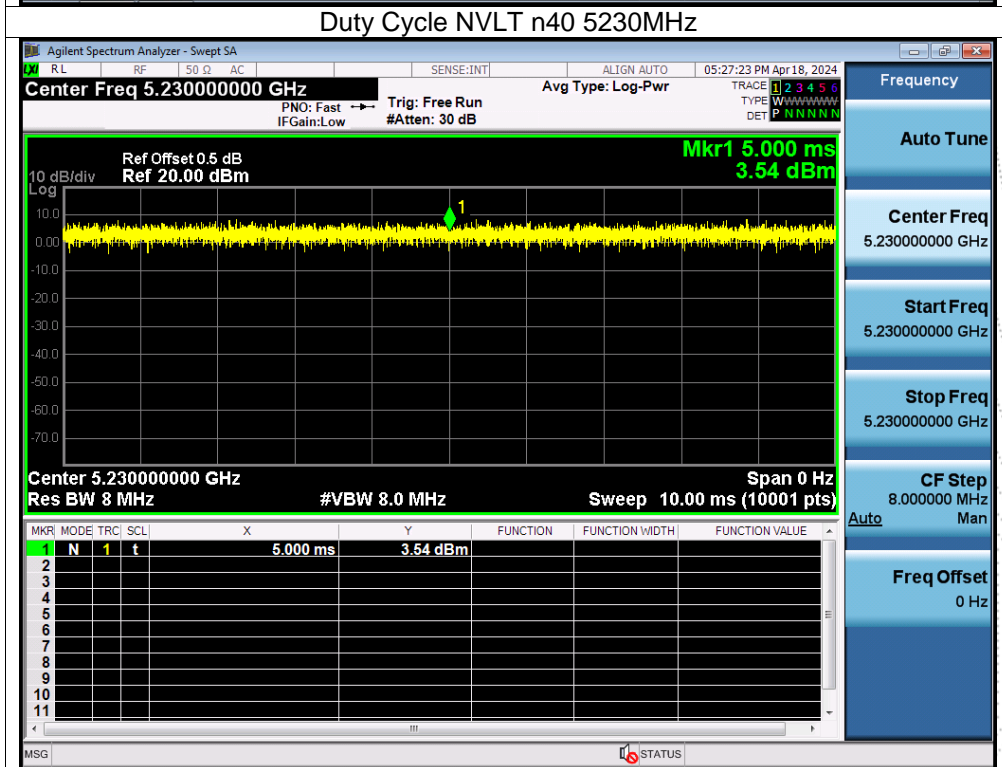 Duty Cycle NVLT n40 5230MHz
Agilent Spectrum Analyzer - Swept SA
LXI RL RF 50 Ω AC SENSE:INT ALIGN AUTO 05:27:23 PM Apr 18, 2024
Center Freq 5.230000000 GHz Avg Type: Log-Pwr TRACE 1 2 3 4 5 6
PNO: Fast Trig: Free Run TYPE WWWWWW
IFGain:Low #Atten: 30 dB DET P N N N N N
Frequency
Auto Tune
Center Freq
5.230000000 GHz
Start Freq
5.230000000 GHz
Stop Freq
5.230000000 GHz
CF Step
8.000000 MHz
Auto Man
Freq Offset
0 Hz
Mkr1 5.000 ms
3.54 dBm
Ref Offset 0.5 dB
10 dB/div Ref 20.00 dBm
Log
1
10.0
0.00
-10.0
-20.0
-30.0
-40.0
-50.0
-60.0
-70.0
Center 5.230000000 GHz Span 0 Hz
Res BW 8 MHz #VBW 8.0 MHz Sweep 10.00 ms (10001 pts)
MKR MODE TRC SCL X Y FUNCTION FUNCTION WIDTH FUNCTION VALUE
1 N 1 t 5.000 ms 3.54 dBm
2
3
4
5
6
7
8
9
10
11
MSG STATUS